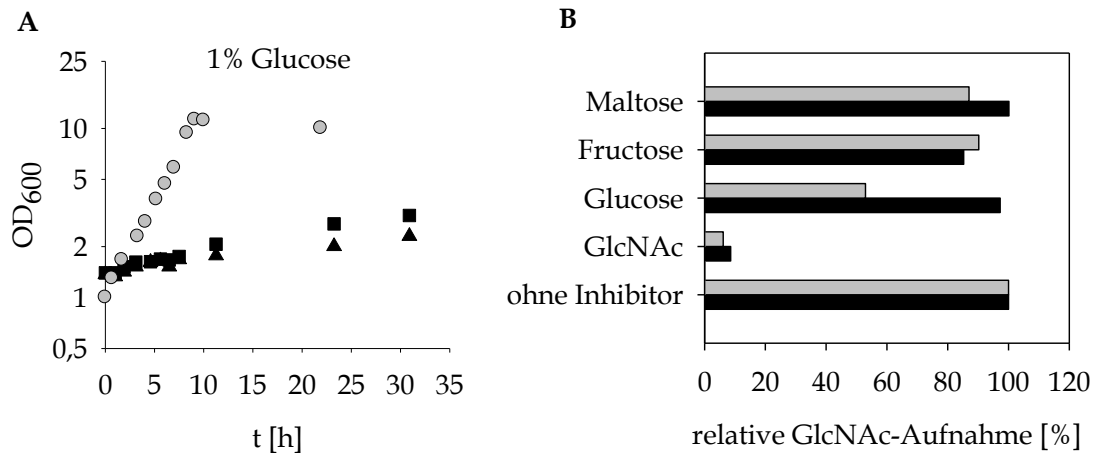 A
1% Glucose
25
10
5
2
1
0,5
OD600
0 5 10 15 20 25 30 35
t [h]
B
Maltose
Fructose
Glucose
GlcNAc
ohne Inhibitor
0 20 40 60 80 100 120
relative GlcNAc-Aufnahme [%]